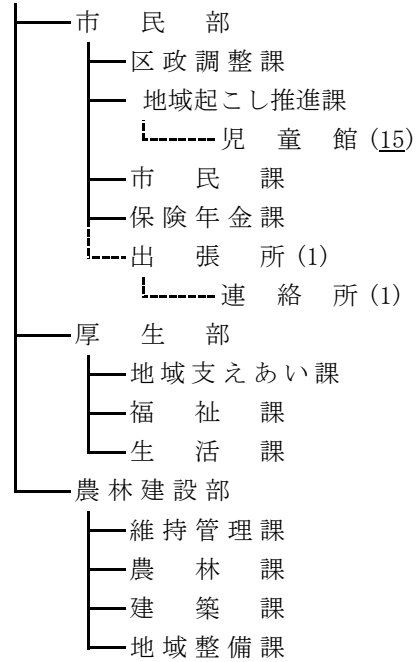 市民部
区政調整課
地域起こし推進課
児童館(15)
市民課
保険年金課
出張所(1)
連絡所(1)
厚生部
地域支えあい課
福祉課
生活課
農林建設部
維持管理課
農林課
建築課
地域整備課